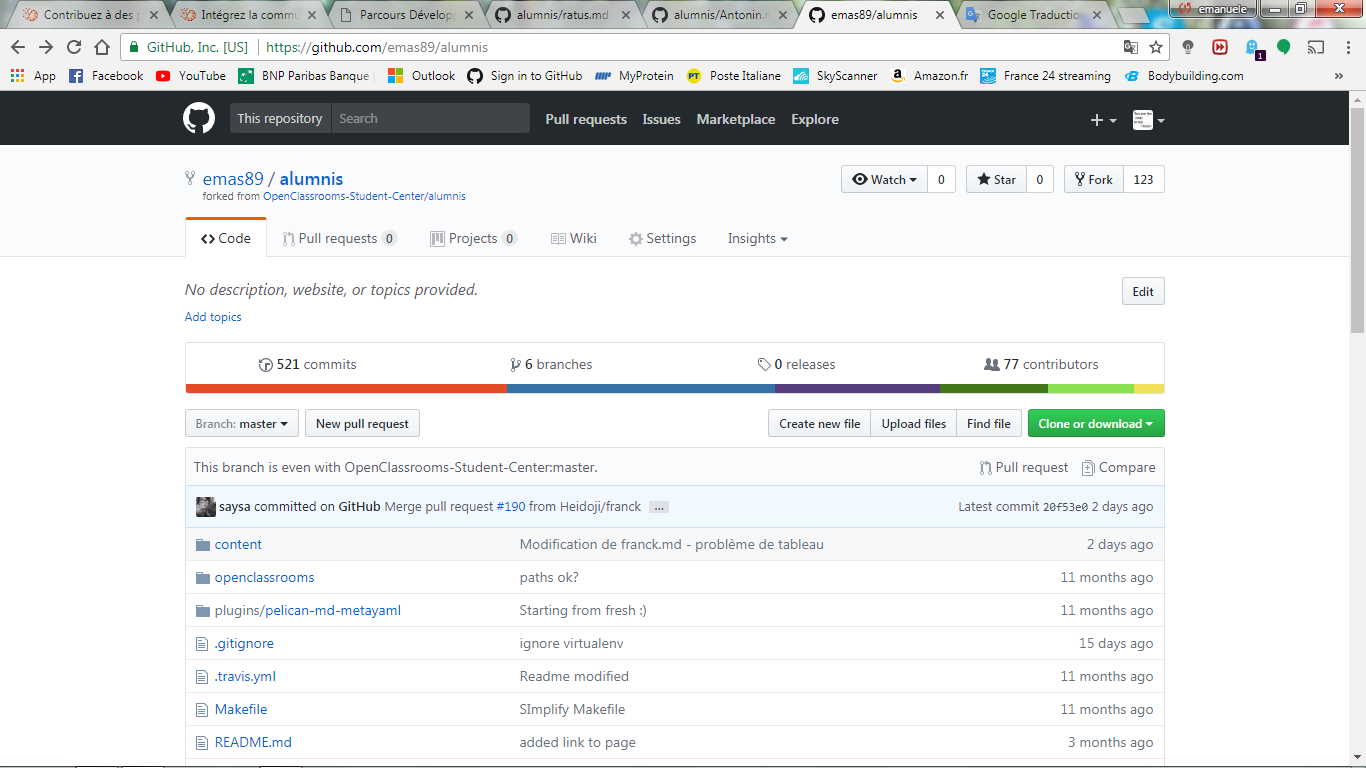 Contribuez à des p
Intégrez la commu
Parcours Dévelop
alumnis/ratus.md
alumnis/Antonin.m
emas89/alumnis
Google Traduction
emanuele
GitHub, Inc. [US] https://github.com/emas89/alumnis
1
App Facebook YouTube BNP Paribas Banque Outlook Sign in to GitHub MyProtein Poste Italiane SkyScanner Amazon.fr France 24 streaming Bodybuilding.com »
This repository Search Pull requests Issues Marketplace Explore
emas89 / alumnis
forked from OpenClassrooms-Student-Center/alumnis
Watch 0 Star 0 Fork 123
Code Pull requests 0 Projects 0 Wiki Settings Insights
No description, website, or topics provided.
Edit
Add topics
521 commits 6 branches 0 releases 77 contributors
Branch: master New pull request Create new file Upload files Find file Clone or download
This branch is even with OpenClassrooms-Student-Center:master. Pull request Compare
saysa committed on GitHub Merge pull request #190 from Heidoji/franck … Latest commit 20f53e0 2 days ago
content Modification de franck.md - problème de tableau 2 days ago
openclassrooms paths ok? 11 months ago
plugins/pelican-md-metayaml Starting from fresh :) 11 months ago
.gitignore ignore virtualenv 15 days ago
.travis.yml Readme modified 11 months ago
Makefile SImplify Makefile 11 months ago
README.md added link to page 3 months ago